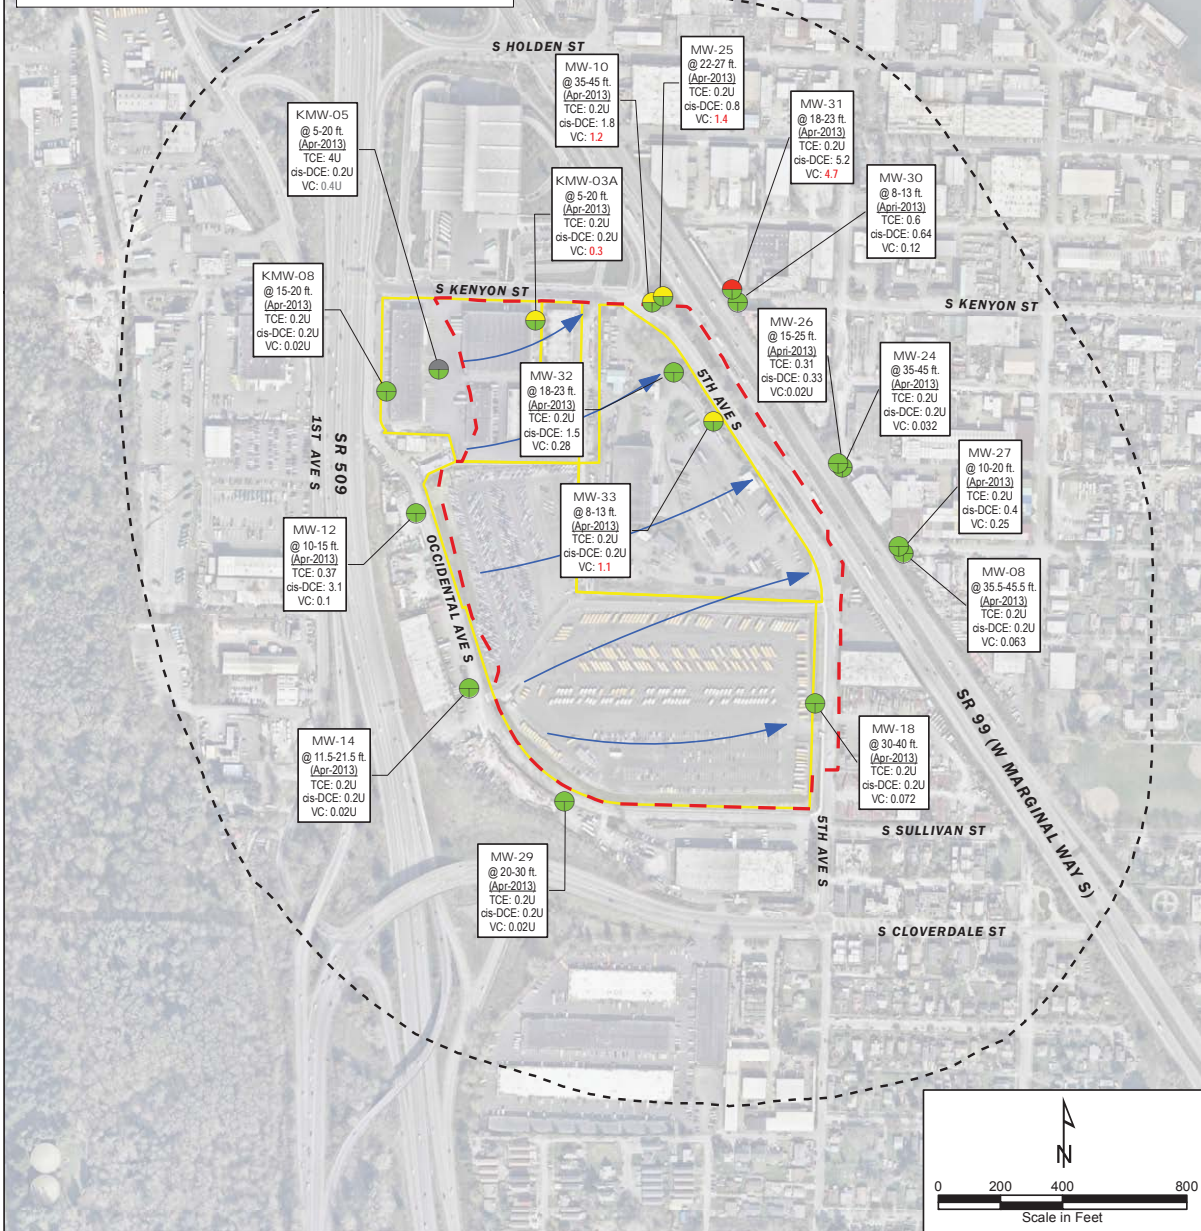 S HOLDEN ST
MW-10
@ 35-45 ft.
(Apr-2013)
TCE: 0.2U
cis-DCE: 1.8
VC: 1.2
MW-25
@ 22-27 ft.
(Apr-2013)
TCE: 0.2U
cis-DCE: 0.8
VC: 1.4
MW-31
@ 18-23 ft.
(Apr-2013)
TCE: 0.2U
cis-DCE: 5.2
VC: 4.7
KMW-05
@ 5-20 ft.
(Apr-2013)
TCE: 4U
cis-DCE: 0.2U
VC: 0.4U
KMW-03A
@ 5-20 ft.
(Apr-2013)
TCE: 0.2U
cis-DCE: 0.2U
VC: 0.3
MW-30
@ 8-13 ft.
(Apri-2013)
TCE: 0.6
cis-DCE: 0.64
VC: 0.12
KMW-08
@ 15-20 ft.
(Apr-2013)
TCE: 0.2U
cis-DCE: 0.2U
VC: 0.02U
S KENYON ST
S KENYON ST
MW-26
@ 15-25 ft.
(Apri-2013)
TCE: 0.31
cis-DCE: 0.33
VC:0.02U
MW-24
@ 35-45 ft.
(Apr-2013)
TCE: 0.2U
cis-DCE: 0.2U
VC: 0.032
MW-32
@ 18-23 ft.
(Apr-2013)
TCE: 0.2U
cis-DCE: 1.5
VC: 0.28
5TH AVE S
1ST AVE S
SR 509
MW-27
@ 10-20 ft.
(Apr-2013)
TCE: 0.2U
cis-DCE: 0.4
VC: 0.25
MW-33
@ 8-13 ft.
(Apr-2013)
TCE: 0.2U
cis-DCE: 0.2U
VC: 1.1
MW-12
@ 10-15 ft.
(Apr-2013)
TCE: 0.37
cis-DCE: 3.1
VC: 0.1
OCCIDENTAL AVE S
MW-08
@ 35.5-45.5 ft.
(Apr-2013)
TCE: 0.2U
cis-DCE: 0.2U
VC: 0.063
MW-14
@ 11.5-21.5 ft.
(Apr-2013)
TCE: 0.2U
cis-DCE: 0.2U
VC: 0.02U
MW-18
@ 30-40 ft.
(Apr-2013)
TCE: 0.2U
cis-DCE: 0.2U
VC: 0.072
SR 99 (W MARGINAL WAY S)
S SULLIVAN ST
5TH AVE S
MW-29
@ 20-30 ft.
(Apr-2013)
TCE: 0.2U
cis-DCE: 0.2U
VC: 0.02U
S CLOVERDALE ST
N
0 200 400 800
Scale in Feet